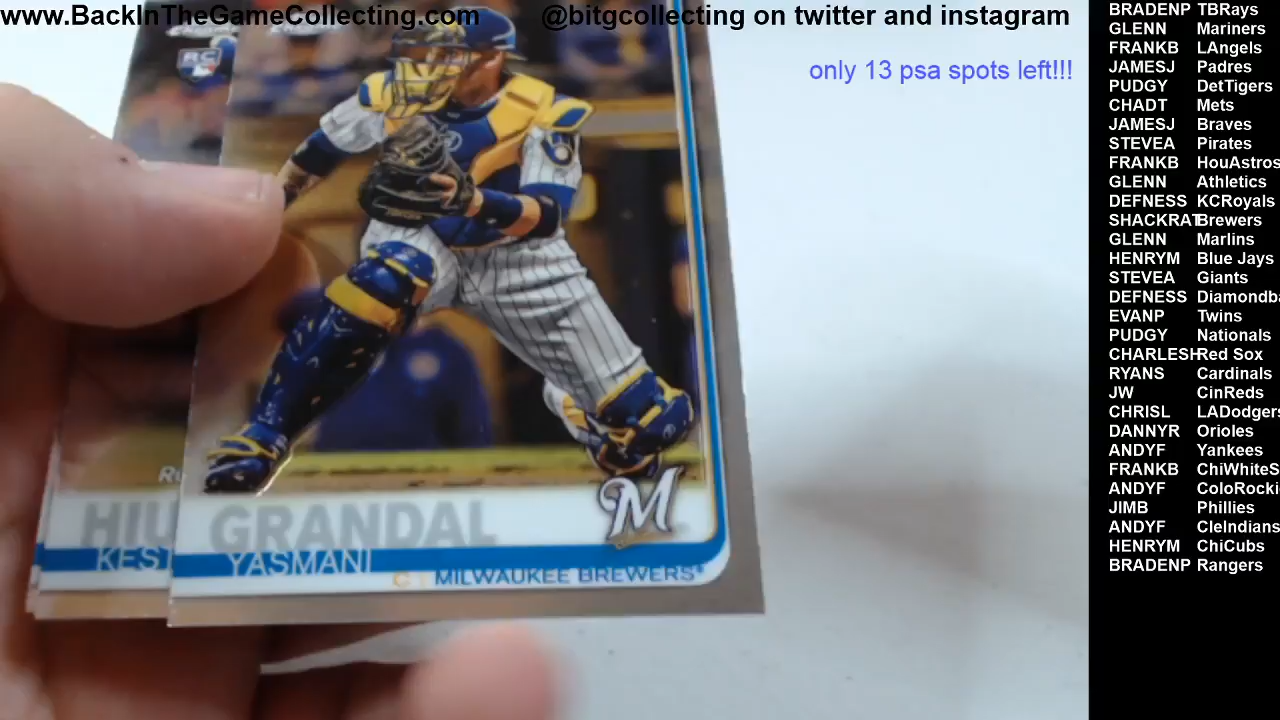 www.BackInTheGameCollecting.com
@bitgcollecting on twitter and instagram
only 13 psa spots left!!!
BRADENP TBRays
GLENN Mariners
FRANKB LAngels
JAMESJ Padres
PUDGY DetTigers
CHADT Mets
JAMESJ Braves
STEVEA Pirates
FRANKB HouAstros
GLENN Athletics
DEFNESS KCRoyals
SHACKRAT Brewers
GLENN Marlins
HENRYM Blue Jays
STEVEA Giants
DEFNESS Diamondba
EVANP Twins
PUDGY Nationals
CHARLESH Red Sox
RYANS Cardinals
JW CinReds
CHRISL LADodgers
DANNYR Orioles
ANDYF Yankees
FRANKB ChiWhiteS
ANDYF ColoRocki
JIMB Phillies
ANDYF CleIndians
HENRYM ChiCubs
BRADENP Rangers
RC
HIU
KEST
GRANDAL
YASMANI
M
C MILWAUKEE BREWERS